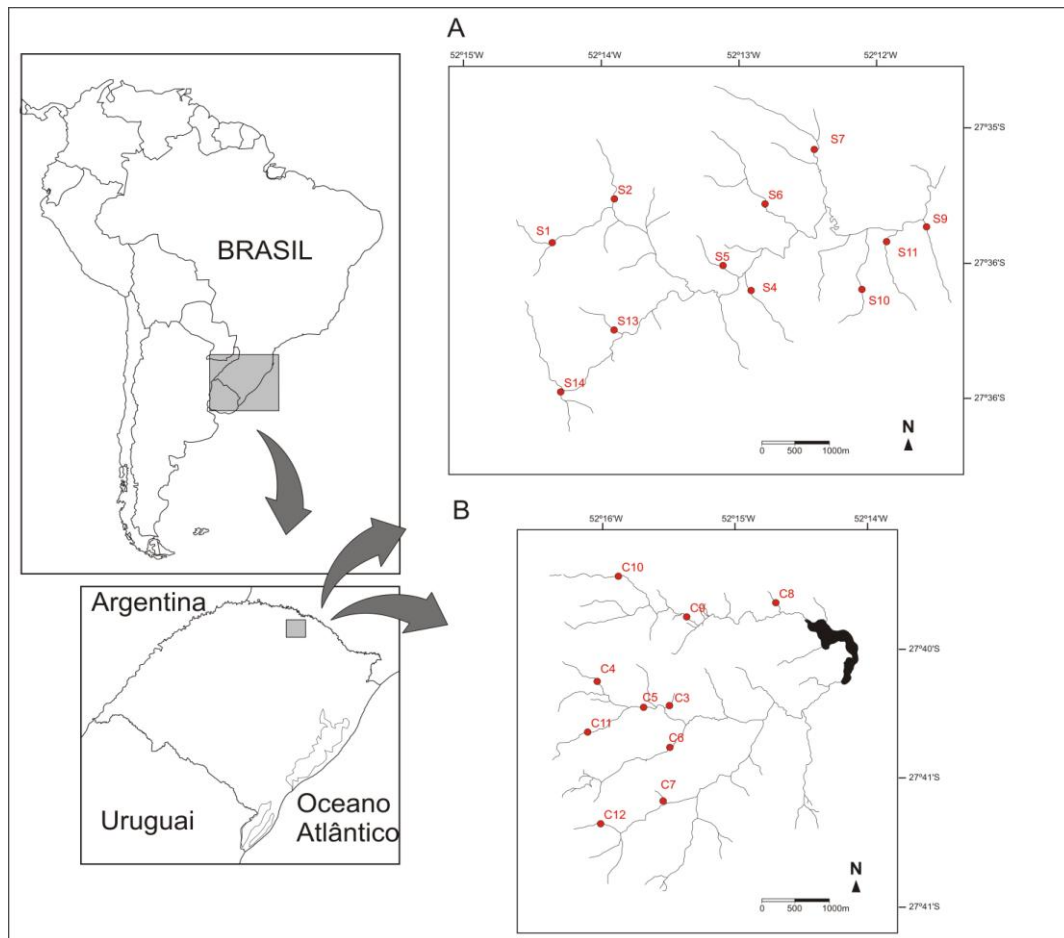 BRASIL
Argentina
Uruguai
Oceano
Atlântico
A
52°15'W 52°14'W 52°13'W 52°12'W
27°35'S
27°36'S
27°36'S
S7
S2
S6
S9
S1
S11
S5
S4
S10
S13
S14
N
0 500 1000m
B
52°16'W 52°15'W 52°14'W
27°40'S
27°41'S
27°41'S
C10
C8
C9
C4
C5
C3
C11
C6
C7
C12
N
0 500 1000m